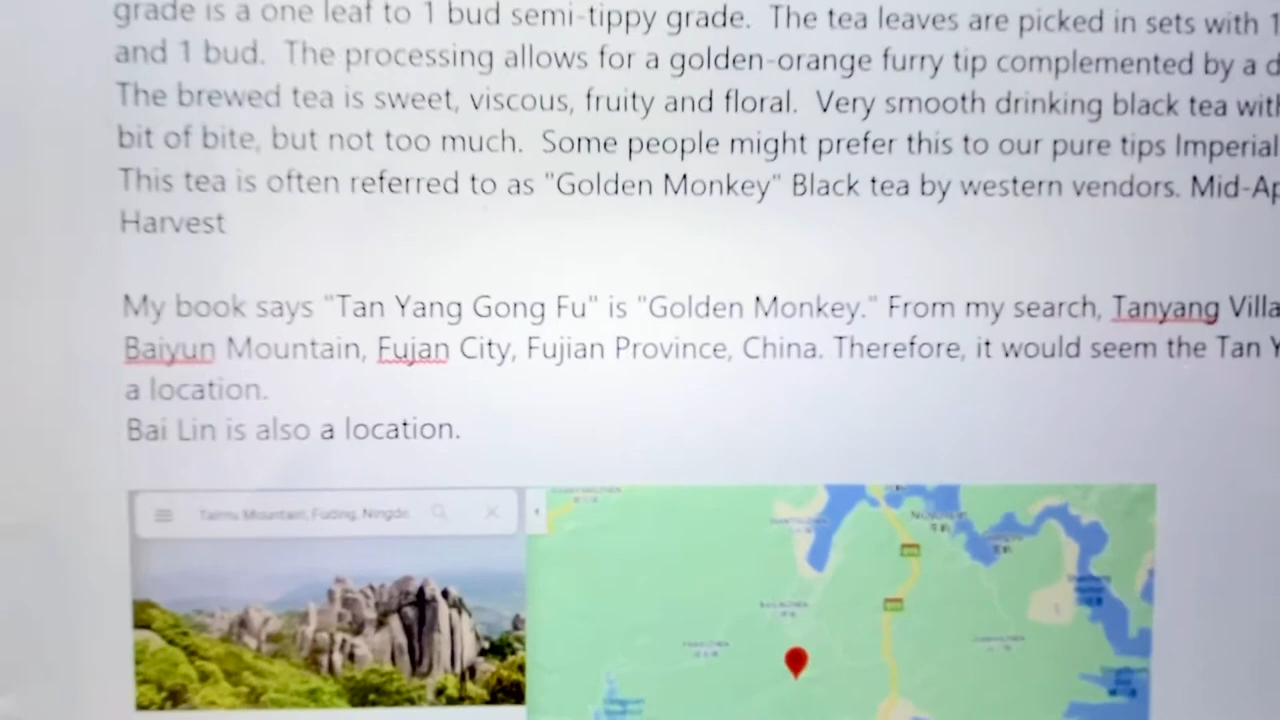 grade is a one leaf to 1 bud semi-tippy grade. The tea leaves are picked in sets with 1
and 1 bud. The processing allows for a golden-orange furry tip complemented by a d
The brewed tea is sweet, viscous, fruity and floral. Very smooth drinking black tea with
bit of bite, but not too much. Some people might prefer this to our pure tips Imperial
This tea is often referred to as "Golden Monkey" Black tea by western vendors. Mid-Ap
Harvest
My book says "Tan Yang Gong Fu" is "Golden Monkey." From my search, Tanyang Villa
Baiyun Mountain, Fujan City, Fujian Province, China. Therefore, it would seem the Tan Y
a location.
Bai Lin is also a location.
Taimu Mountain, Fuding, Ningde